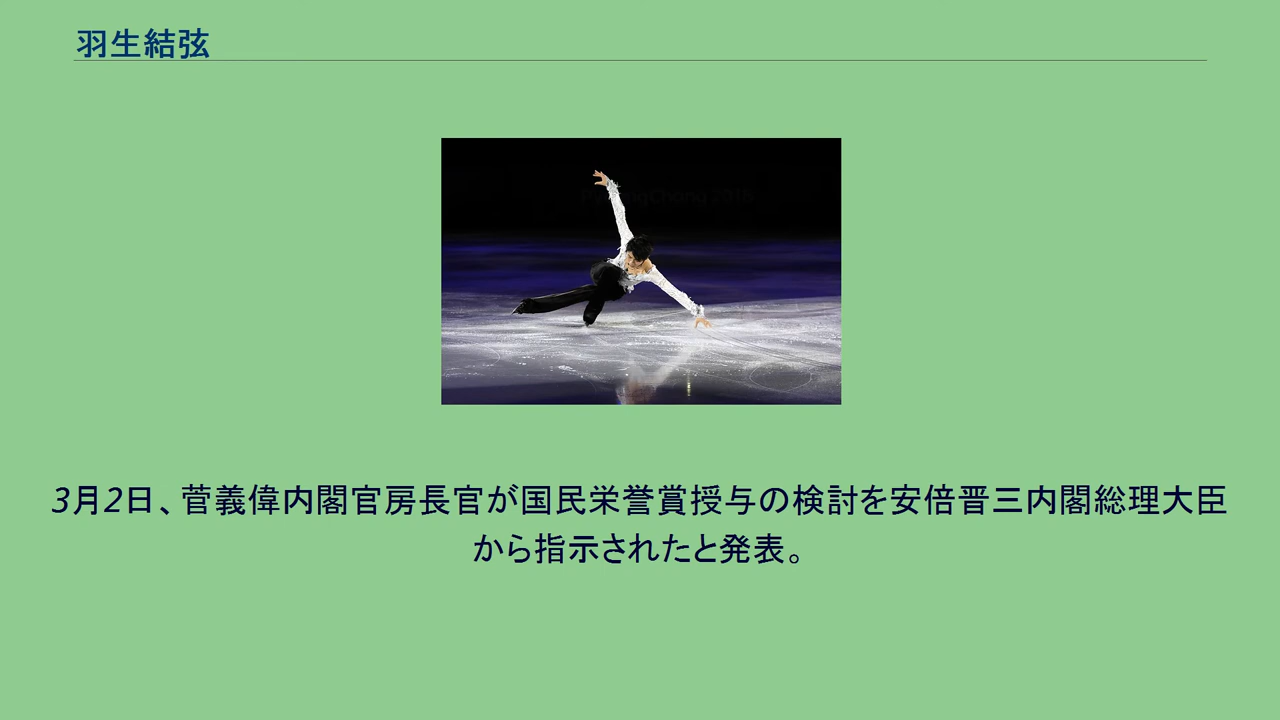 羽生結弦
3月2日、菅義偉内閣官房長官が国民栄誉賞授与の検討を安倍晋三内閣総理大臣
から指示されたと発表。